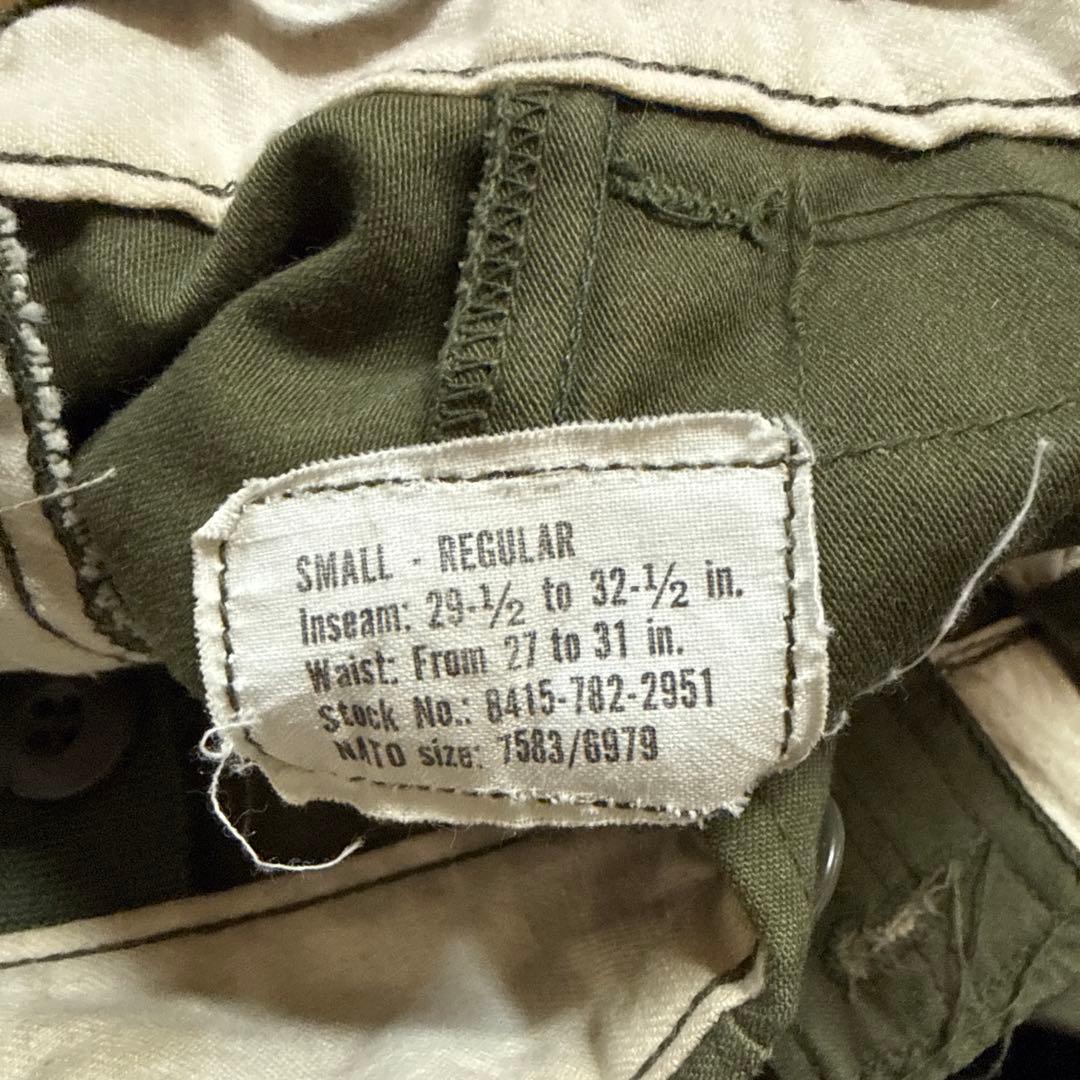 SMALL - REGULAR
Inseam: 29-1/2 to 32-1/2 in.
Waist: From 27 to 31 in.
Stock No.: 8415-782-2951
NATO size: 7583/6979